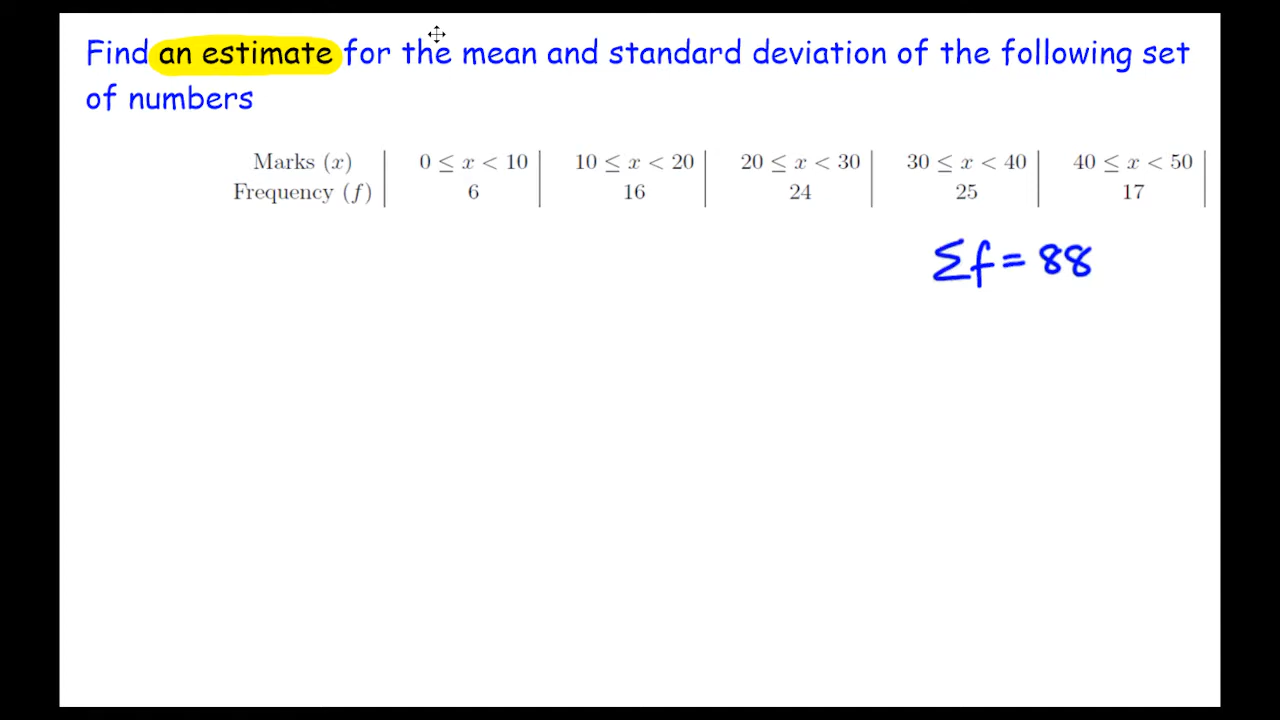 Find an estimate for the mean and standard deviation of the following set
of numbers
Marks (x) 0 ≤ x < 10 10 ≤ x < 20 20 ≤ x < 30 30 ≤ x < 40 40 ≤ x < 50
Frequency (f) 6 16 24 25 17
Σf = 88